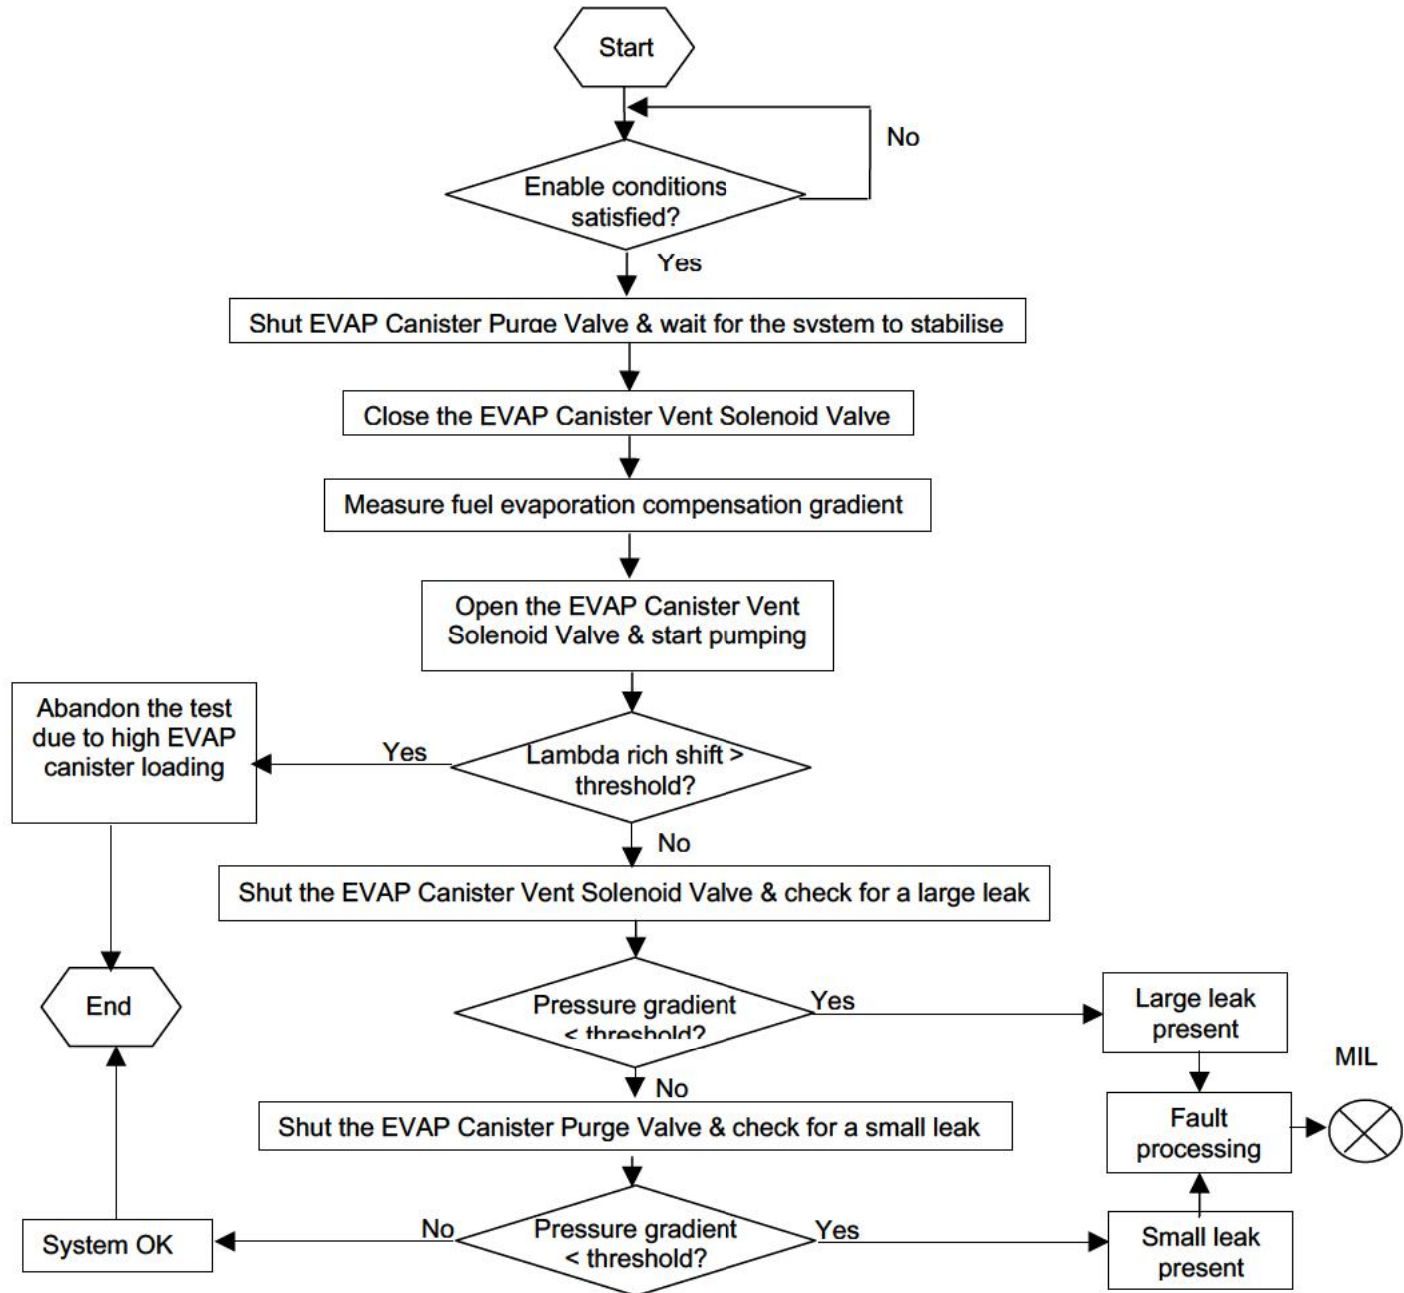 Start
No
Enable conditions
satisfied?
Yes
Shut EVAP Canister Purge Valve & wait for the system to stabilise
Close the EVAP Canister Vent Solenoid Valve
Measure fuel evaporation compensation gradient
Open the EVAP Canister Vent
Solenoid Valve & start pumping
Abandon the test
due to high EVAP
canister loading
Yes
Lambda rich shift >
threshold?
No
Shut the EVAP Canister Vent Solenoid Valve & check for a large leak
End
Pressure gradient
< threshold?
Yes
Large leak
present
MIL
No
Fault
processing
Shut the EVAP Canister Purge Valve & check for a small leak
System OK
No
Pressure gradient
< threshold?
Yes
Small leak
present